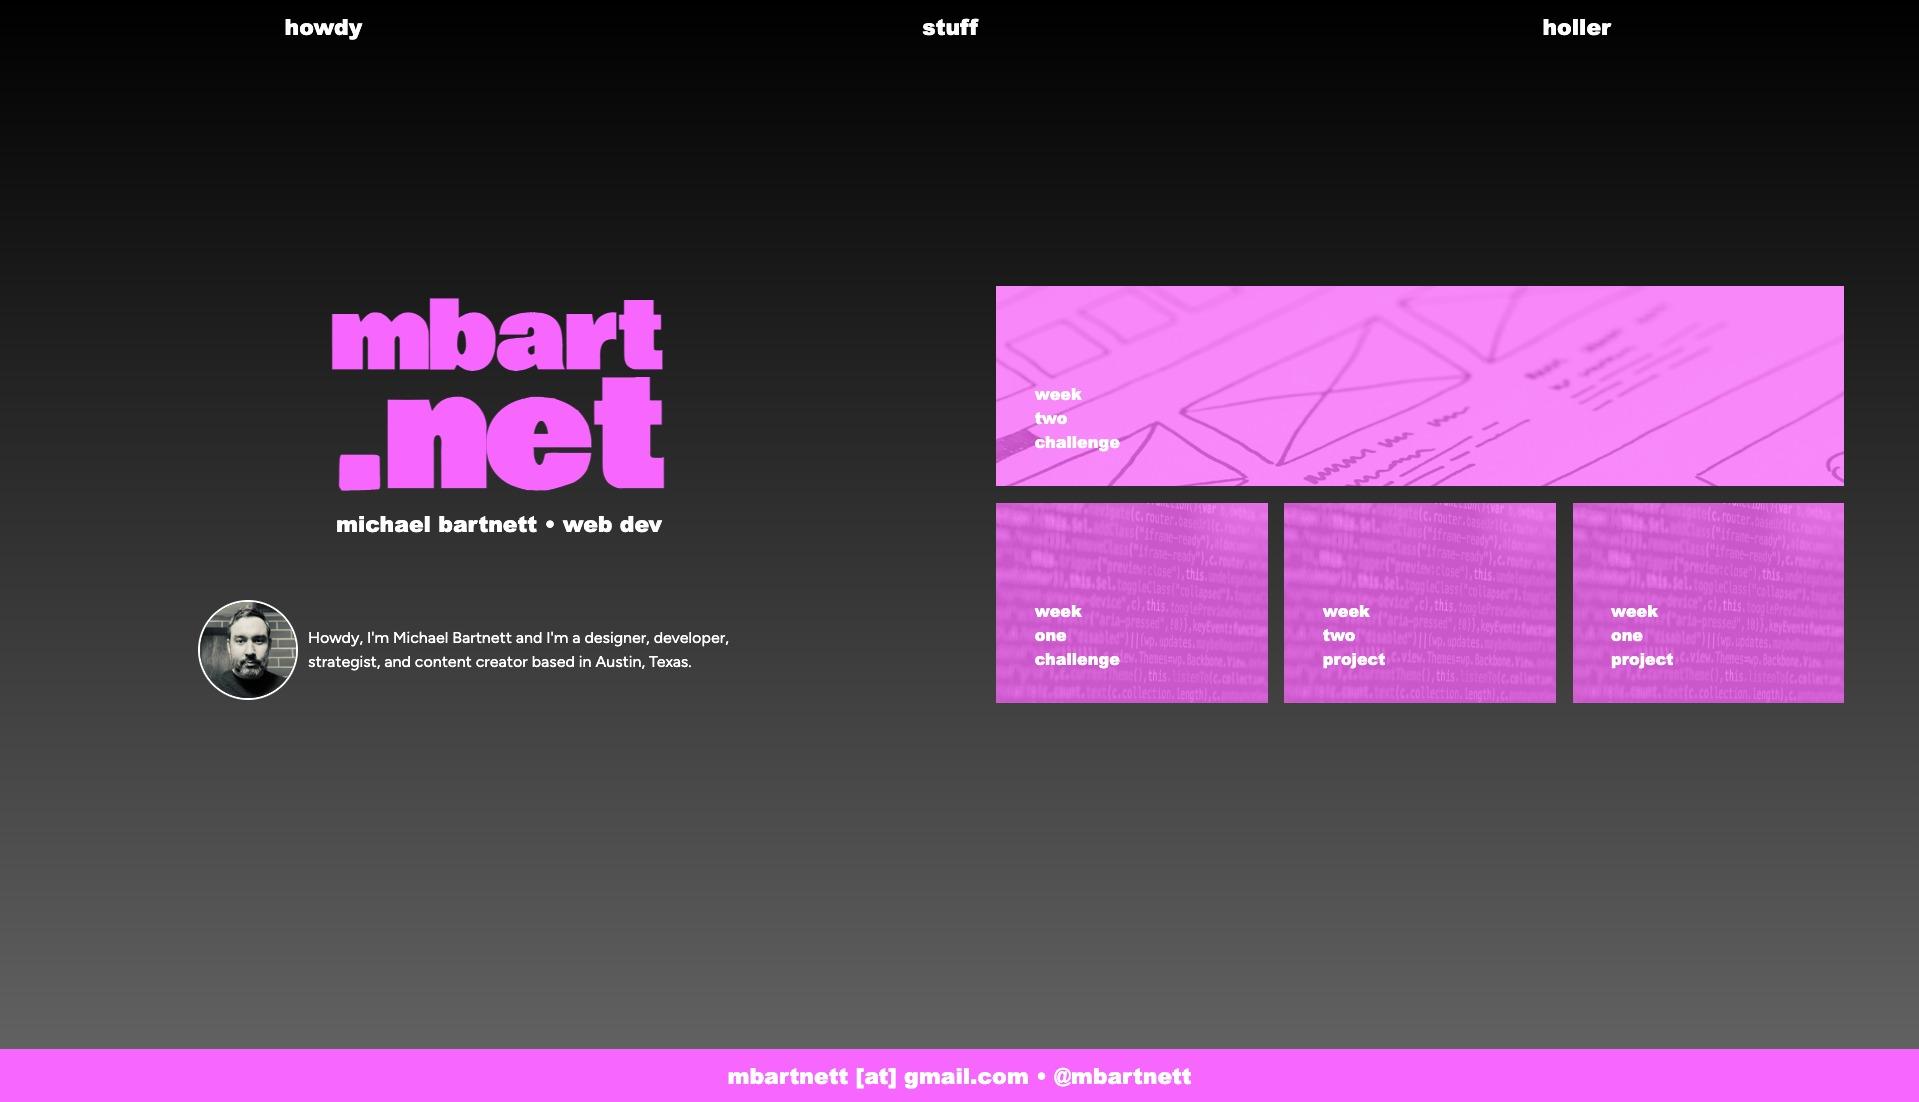 howdy
stuff
holler
mbart
.net
michael bartnett • web dev
Howdy, I'm Michael Bartnett and I'm a designer, developer,
strategist, and content creator based in Austin, Texas.
week
two
challenge
week
one
challenge
week
two
project
week
one
project
mbartnett [at] gmail.com • @mbartnett